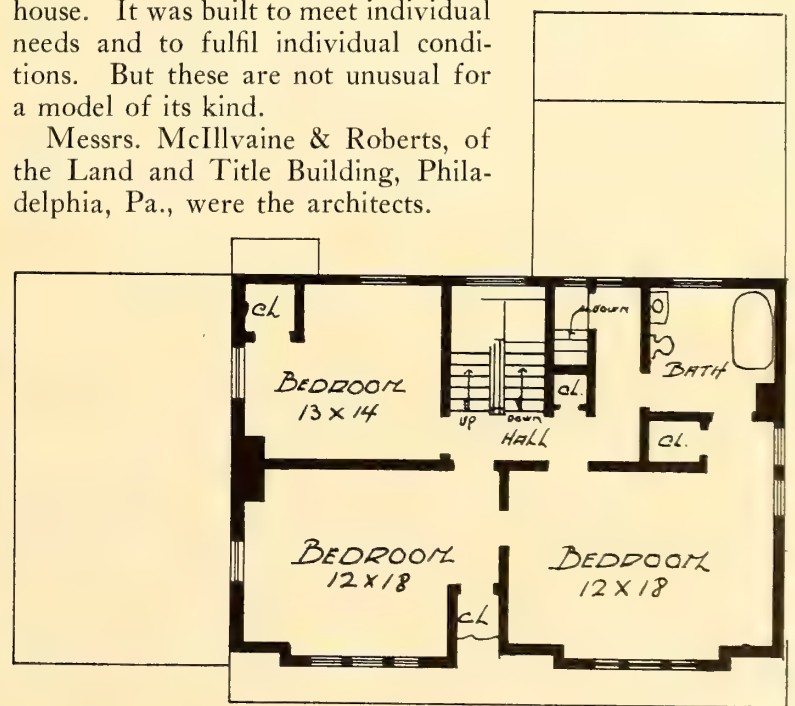 house. It was built to meet individual
needs and to fulfil individual condi-
tions. But these are not unusual for
a model of its kind.
Messrs. McIllvaine & Roberts, of
the Land and Title Building, Phila-
delphia, Pa., were the architects.
CL
BEDROOM
13 X 14
UP
DOWN
HALL
DOWN
CL.
BATH
CL.
BEDROOM
12 X 18
CL
BEDROOM
12 X 18